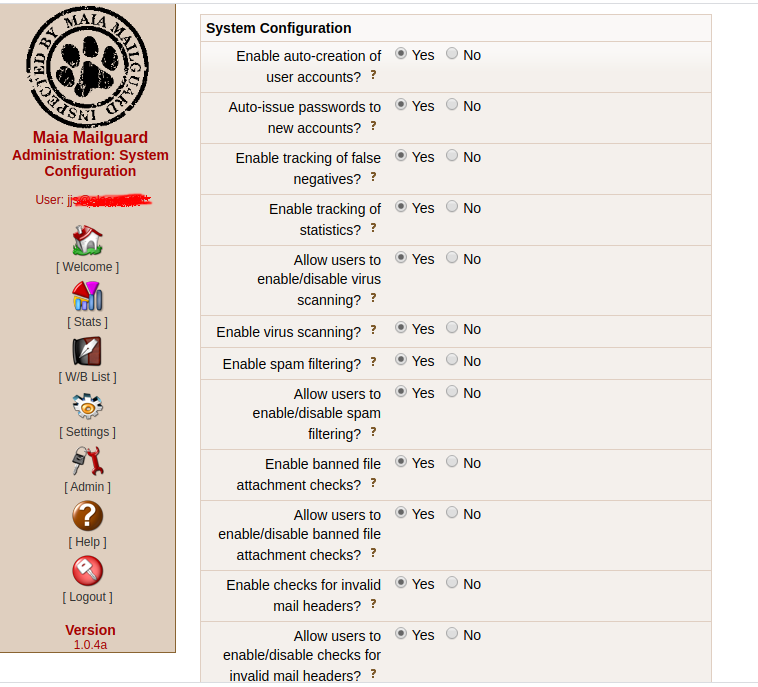 INSPECTED BY MAIA MAILGUARD
Maia Mailguard
Administration: System
Configuration
User:
[ Welcome ]
[ Stats ]
[ W/B List ]
[ Settings ]
[ Admin ]
?
[ Help ]
[ Logout ]
Version
1.0.4a
System Configuration
Enable auto-creation of
user accounts? ?
Yes No
Auto-issue passwords to
new accounts? ?
Yes No
Enable tracking of false
negatives? ?
Yes No
Enable tracking of
statistics? ?
Yes No
Allow users to
enable/disable virus
scanning? ?
Yes No
Enable virus scanning? ? Yes No
Enable spam filtering? ? Yes No
Allow users to
enable/disable spam
filtering? ?
Yes No
Enable banned file
attachment checks? ?
Yes No
Allow users to
enable/disable banned file
attachment checks? ?
Yes No
Enable checks for invalid
mail headers? ?
Yes No
Allow users to
enable/disable checks for
invalid mail headers? ?
Yes No